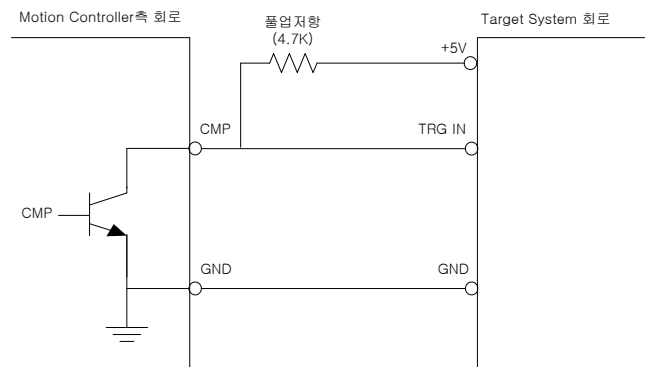 Motion Controller측 회로
풀업저항
(4.7K)
Target System 회로
+5V
CMP
TRG IN
CMP
GND
GND